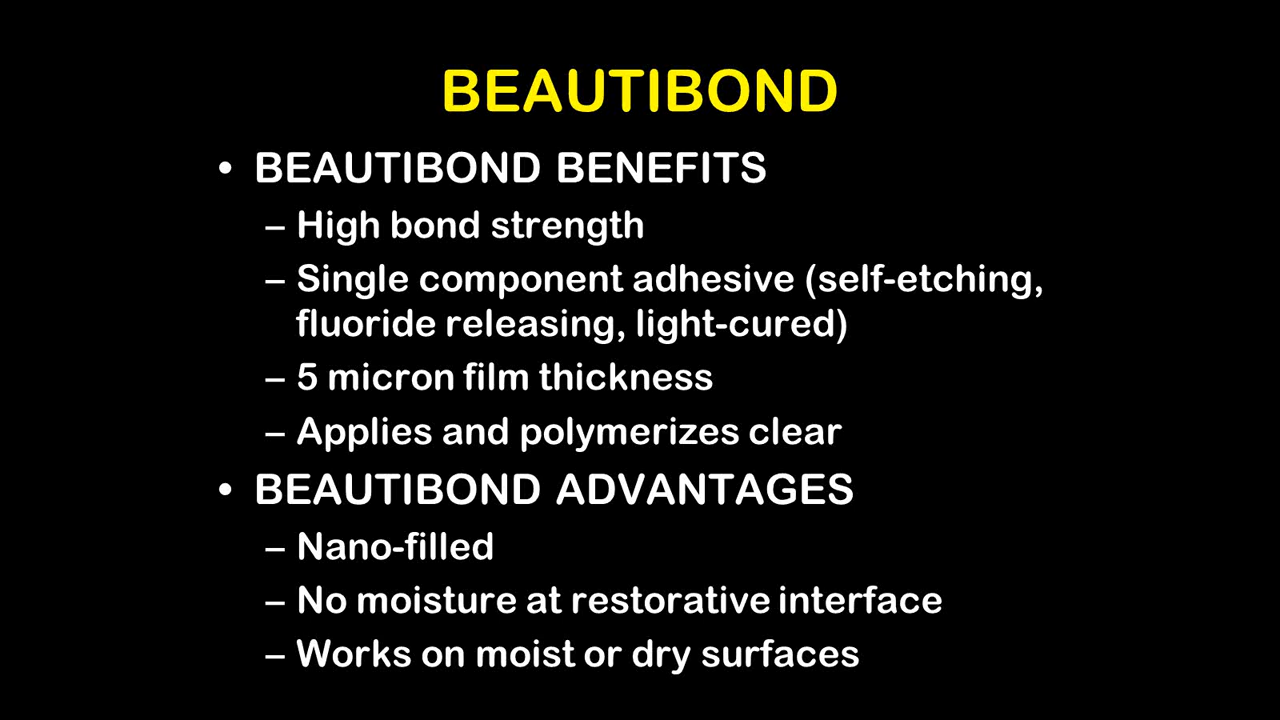 BEAUTIBOND
• BEAUTIBOND BENEFITS
– High bond strength
– Single component adhesive (self-etching,
fluoride releasing, light-cured)
– 5 micron film thickness
– Applies and polymerizes clear
• BEAUTIBOND ADVANTAGES
– Nano-filled
– No moisture at restorative interface
– Works on moist or dry surfaces